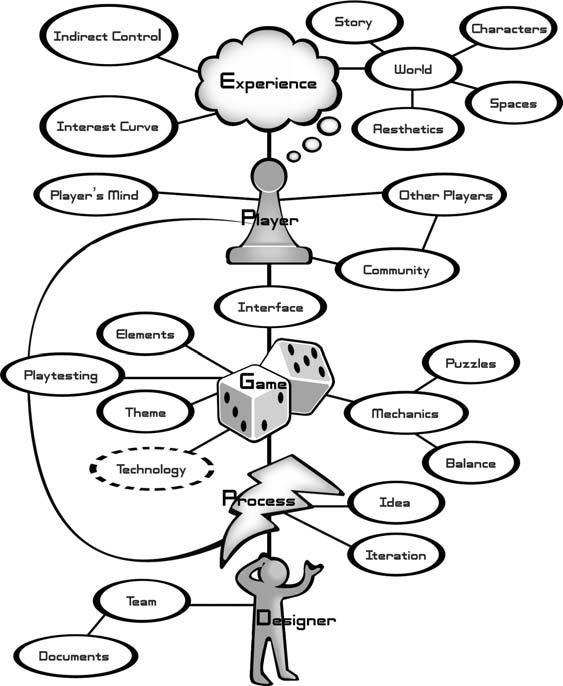 Story
Characters
Indirect Control
World
Experience
Spaces
Interest Curve
Aesthetics
Player's Mind
Other Players
Player
Community
Interface
Elements
Puzzles
Playtesting
Game
Theme
Mechanics
Technology
Balance
Process
Idea
Iteration
Team
Designer
Documents